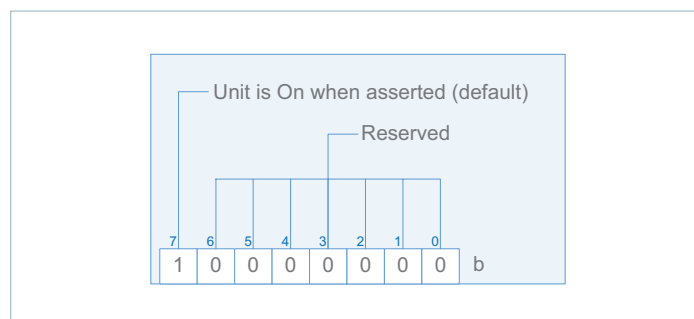 Unit is On when asserted (default)
Reserved
7 6 5 4 3 2 1 0
1 0 0 0 0 0 0 0 b